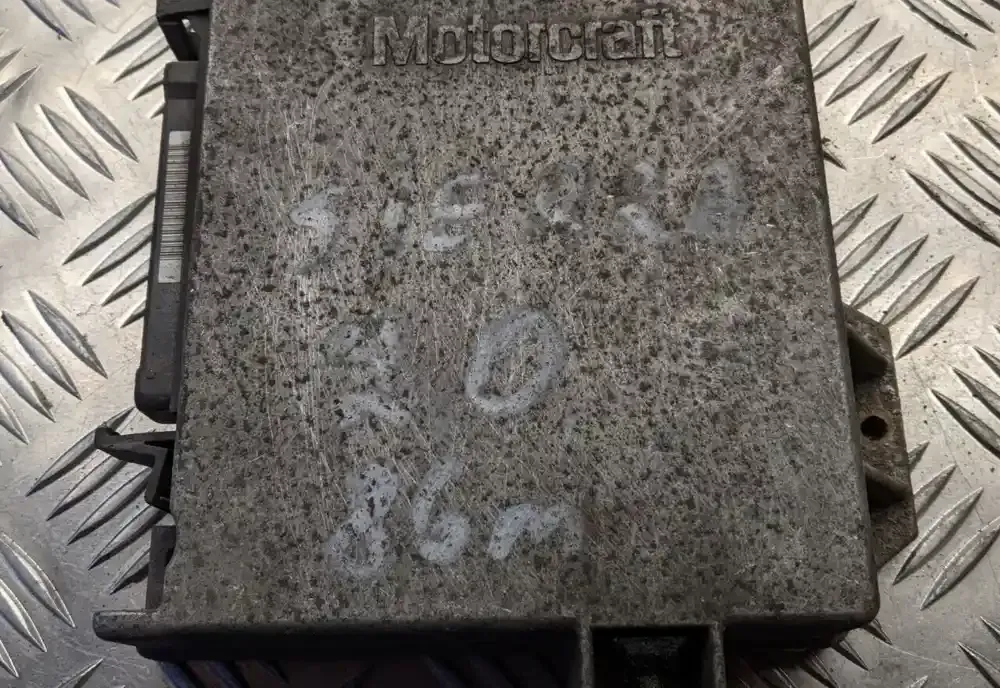 Motorcraft
SIERRA
2 0
86m